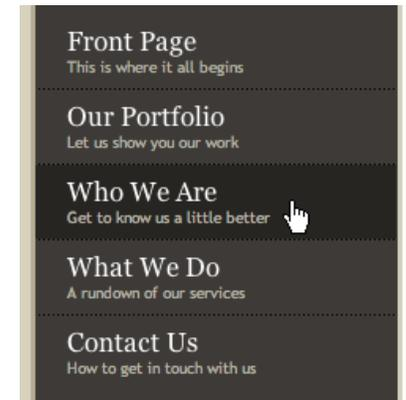 Front Page
This is where it all begins
Our Portfolio
Let us show you our work
Who We Are
Get to know us a little better
What We Do
A rundown of our services
Contact Us
How to get in touch with us